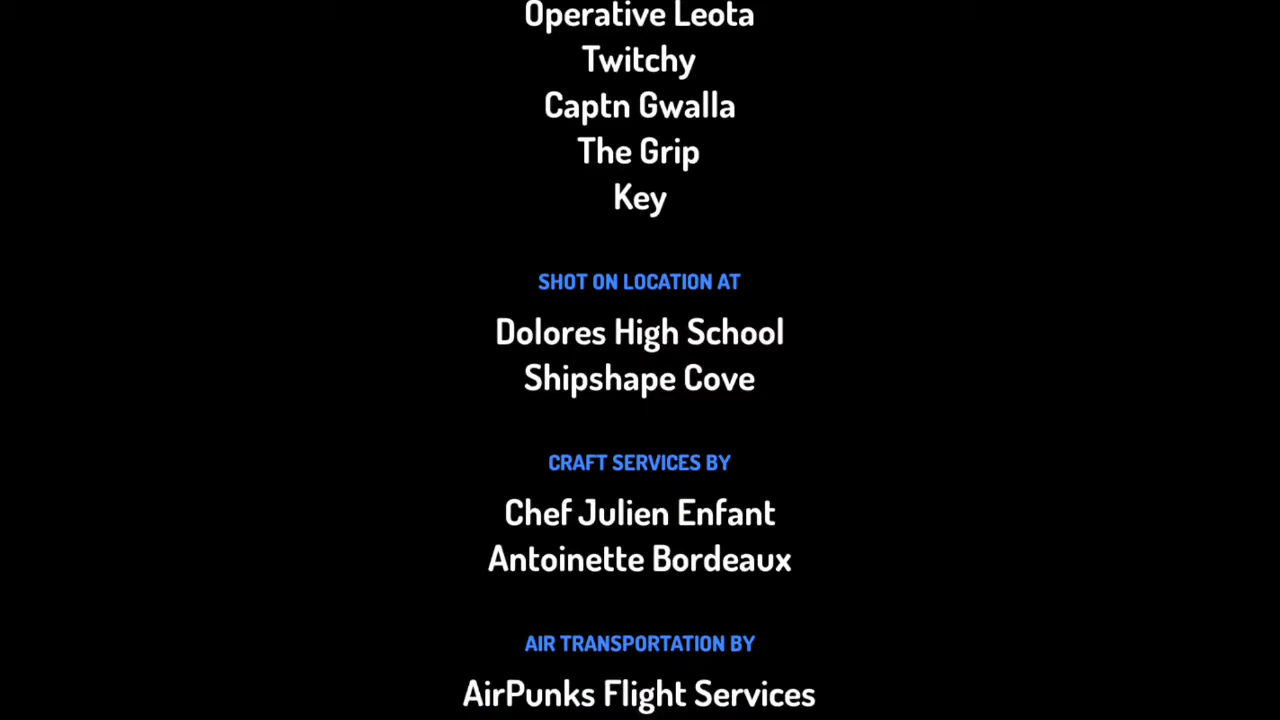 Operative Leota
Twitchy
Captn Gwalla
The Grip
Key
SHOT ON LOCATION AT
Dolores High School
Shipshape Cove
CRAFT SERVICES BY
Chef Julien Enfant
Antoinette Bordeaux
AIR TRANSPORTATION BY
AirPunks Flight Services